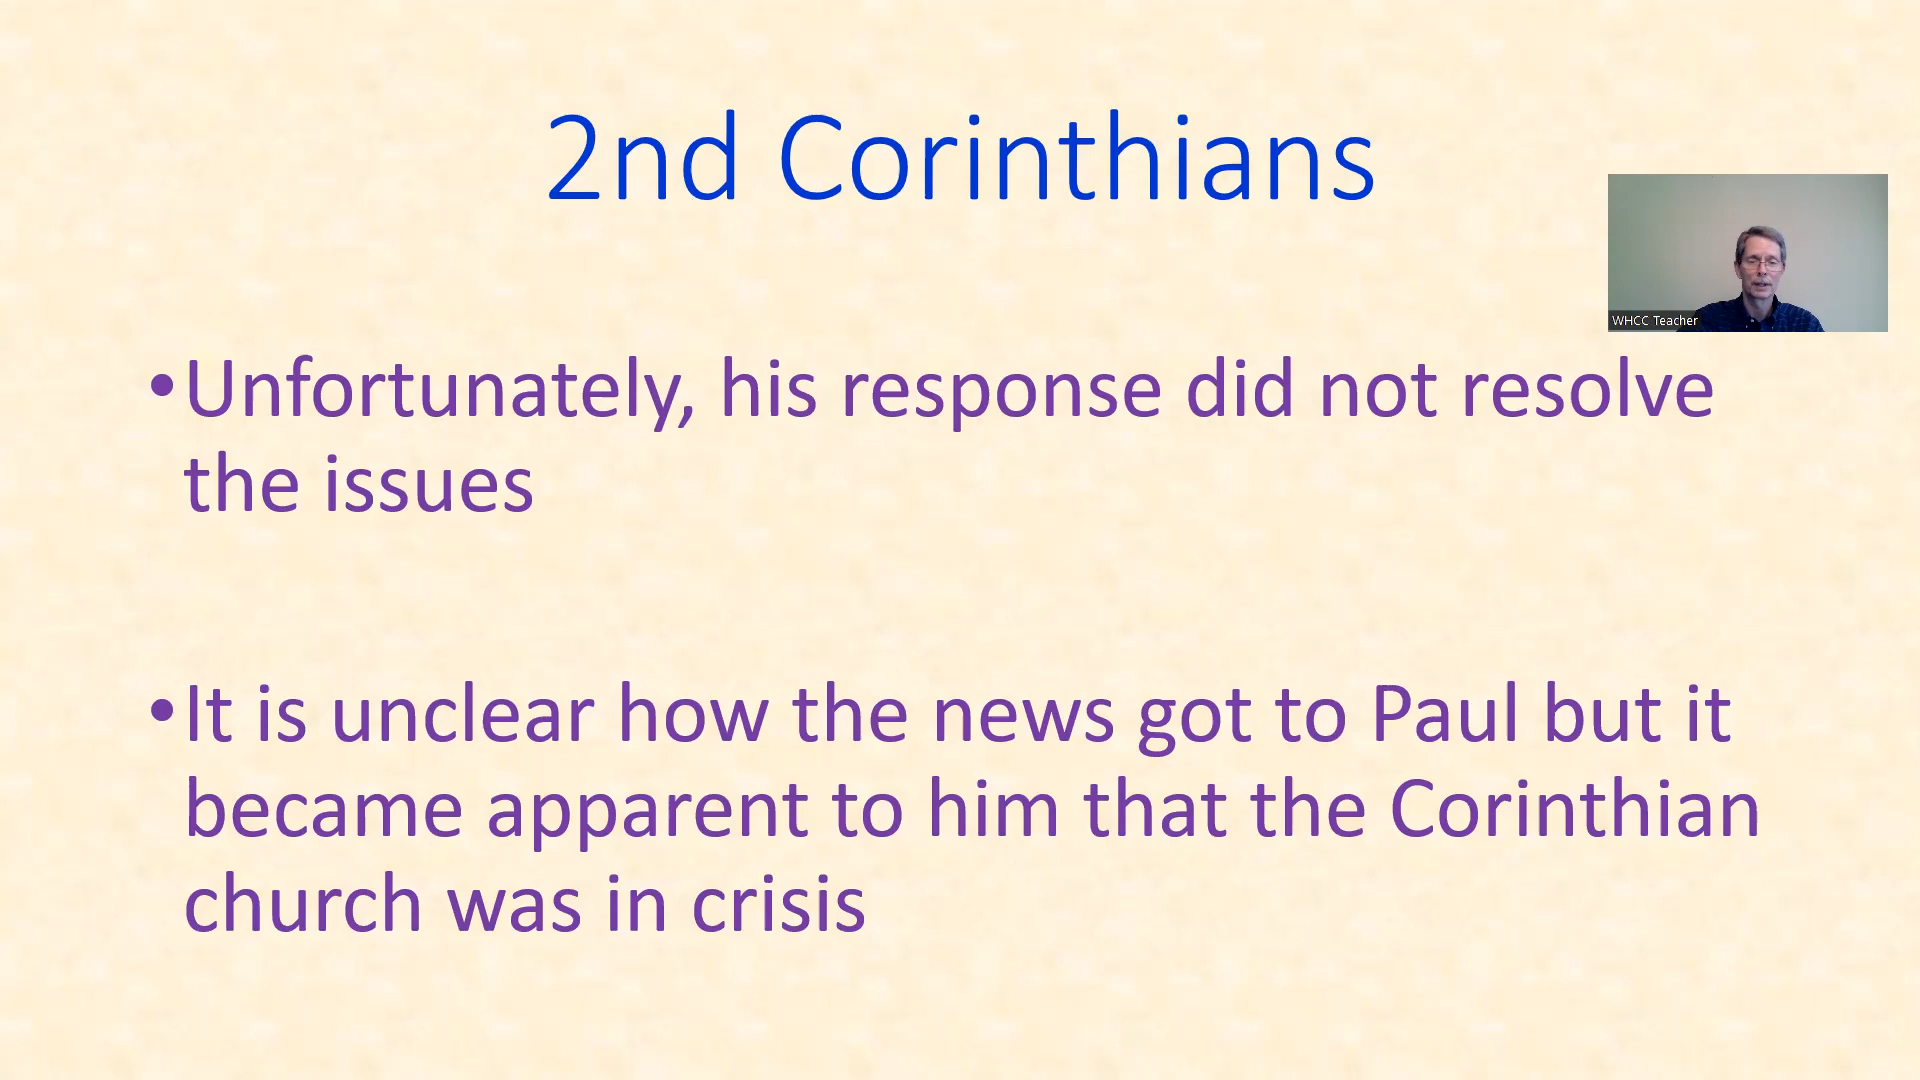 2nd Corinthians
WHCC Teacher
•Unfortunately, his response did not resolve
the issues
•It is unclear how the news got to Paul but it
became apparent to him that the Corinthian
church was in crisis